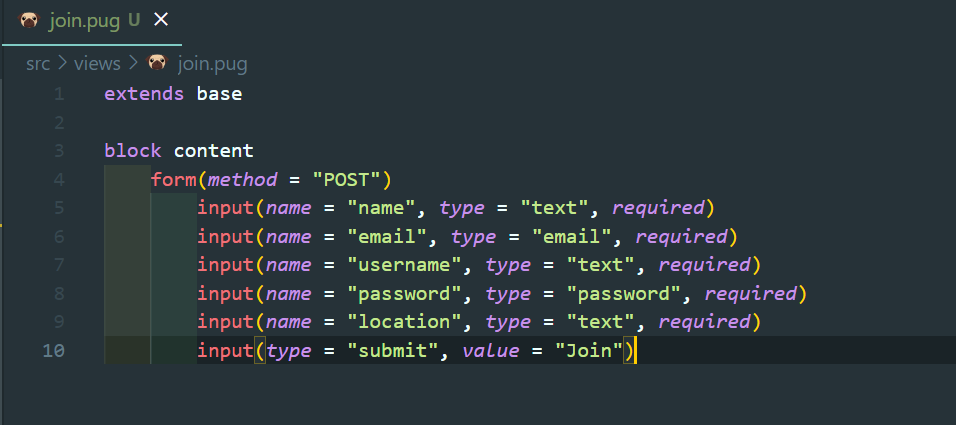 join.pug U ×
src > views > join.pug
1 extends base
2
3 block content
4 form(method = "POST")
5 input(name = "name", type = "text", required)
6 input(name = "email", type = "email", required)
7 input(name = "username", type = "text", required)
8 input(name = "password", type = "password", required)
9 input(name = "location", type = "text", required)
10 input(type = "submit", value = "Join")